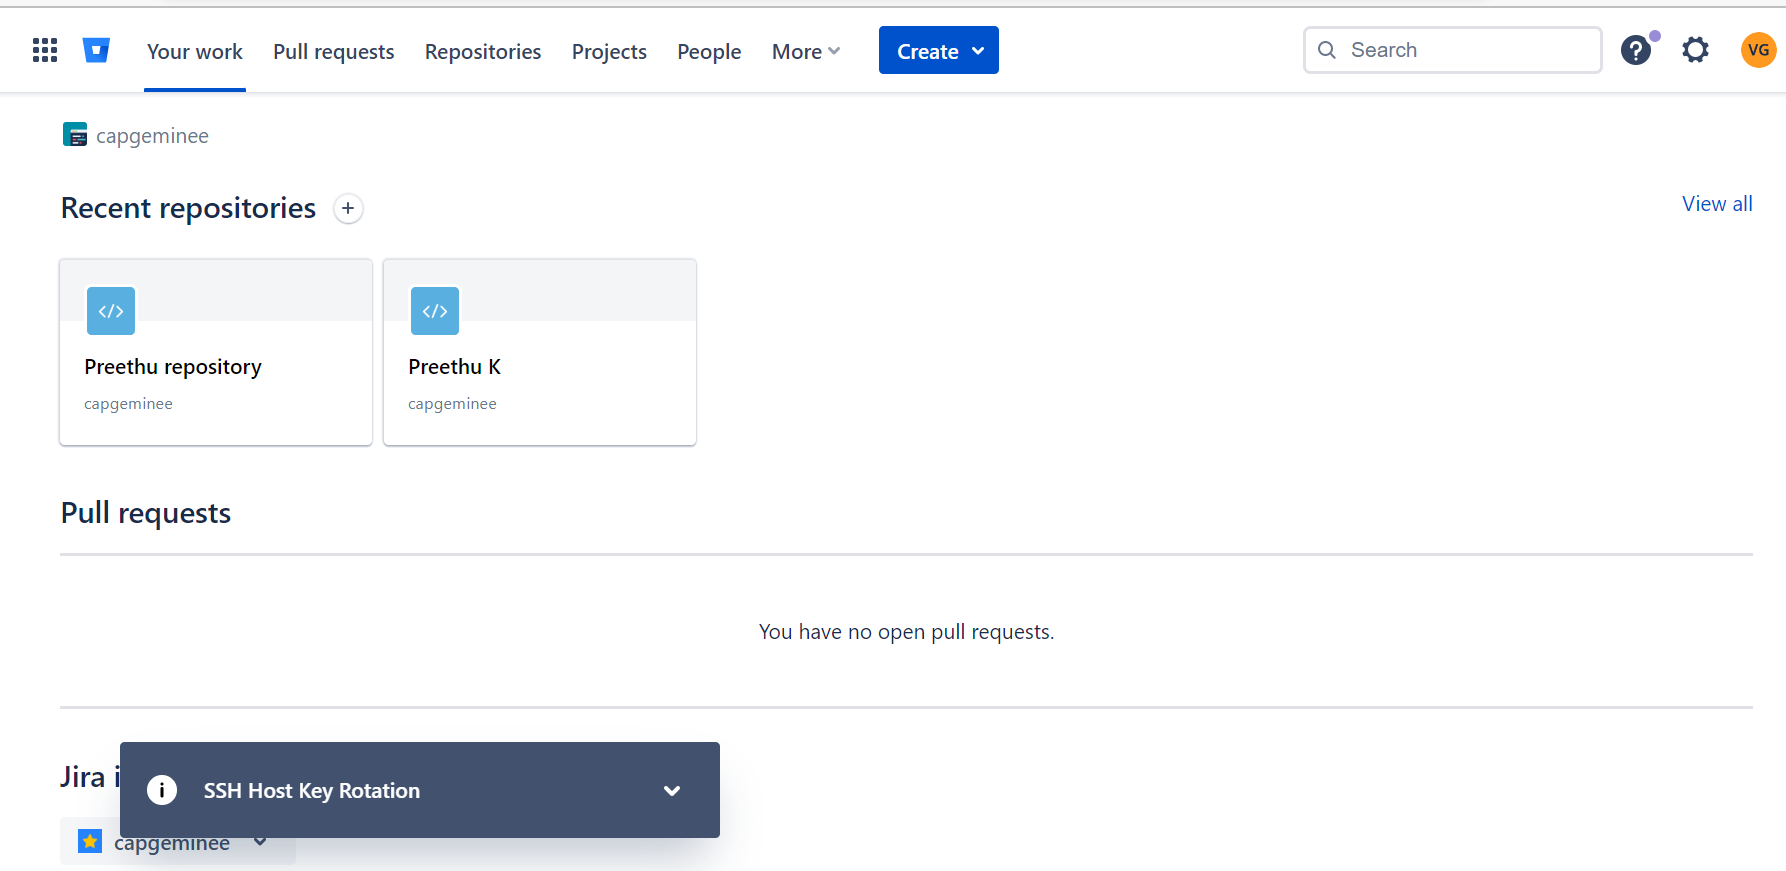 Your work Pull requests Repositories Projects People More Create Search VG
capgeminee
Recent repositories + View all
</> </>
Preethu repository Preethu K
capgeminee capgeminee
Pull requests
You have no open pull requests.
Jira
SSH Host Key Rotation
capgeminee